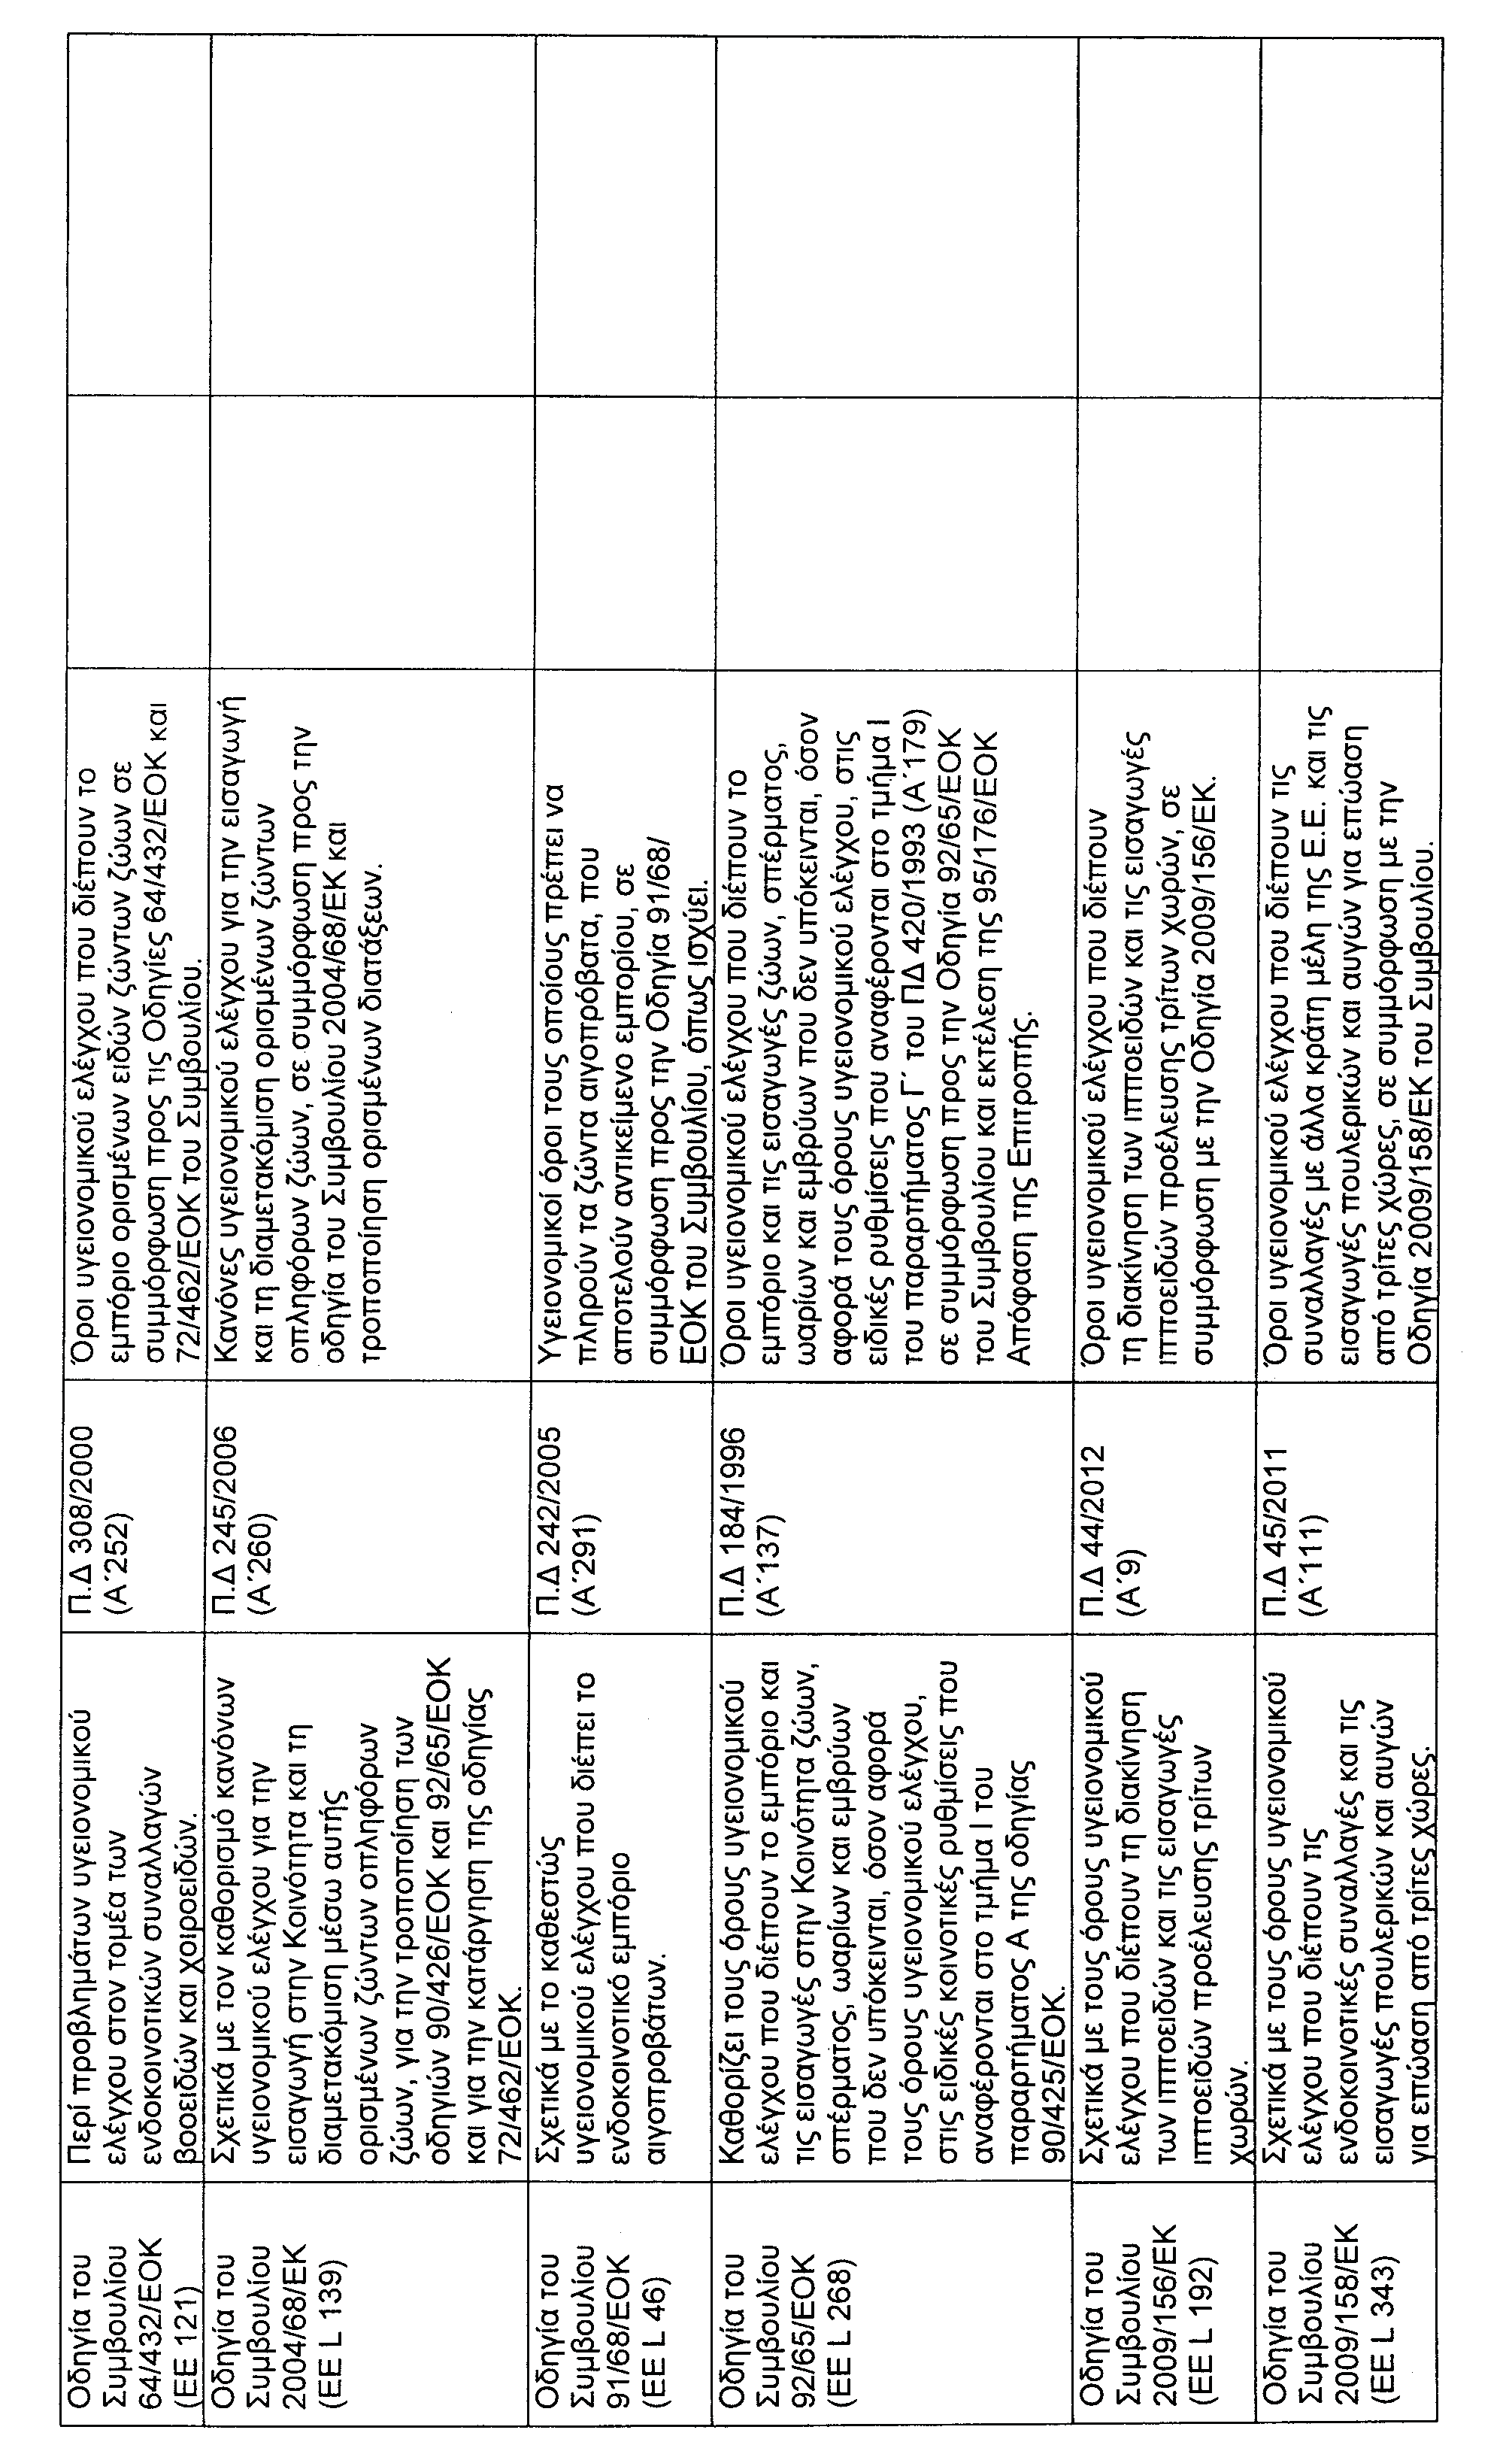 Οδηγία του
Συμβουλίου
64/432/ΕΟΚ
(ΕΕ 121)
Περί προβλημάτων υγειονομικού
ελέγχου στον τομέα των
ενδοκοινοτικών συναλλαγών
βοοειδών και χοιροειδών.
Π.Δ 308/2000
(Α΄252)
Όροι υγειονομικού ελέγχου που διέπουν το
εμπόριο ορισμένων ειδών ζώντων ζώων σε
συμμόρφωση προς τις Οδηγίες 64/432/ΕΟΚ και
72/462/ΕΟΚ του Συμβουλίου.
Οδηγία του
Συμβουλίου
2004/68/ΕΚ
(ΕΕ L 139)
Σχετικά με τον καθορισμό κανόνων
υγειονομικού ελέγχου για την
εισαγωγή στην Κοινότητα και τη
διαμετακόμιση μέσω αυτής
ορισμένων ζώντων οπληφόρων
ζώων, για την τροποποίηση των
οδηγιών 90/426/ΕΟΚ και 92/65/ΕΟΚ
και για την κατάργηση της οδηγίας
72/462/ΕΟΚ.
Π.Δ 245/2006
(Α΄260)
Κανόνες υγειονομικού ελέγχου για την εισαγωγή
και τη διαμετακόμιση ορισμένων ζώντων
οπληφόρων ζώων, σε συμμόρφωση προς την
οδηγία του Συμβουλίου 2004/68/ΕΚ και
τροποποίηση ορισμένων διατάξεων.
Οδηγία του
Συμβουλίου
91/68/ΕΟΚ
(ΕΕ L 46)
Σχετικά με το καθεστώς
υγειονομικού ελέγχου που διέπει το
ενδοκοινοτικό εμπόριο
αιγοπροβάτων.
Π.Δ 242/2005
(Α΄291)
Υγειονομικοί όροι τους οποίους πρέπει να
πληρούν τα ζώντα αιγοπρόβατα, που
αποτελούν αντικείμενο εμπορίου, σε
συμμόρφωση προς την Οδηγία 91/68/
ΕΟΚ του Συμβουλίου, όπως ισχύει.
Οδηγία του
Συμβουλίου
92/65/ΕΟΚ
(ΕΕ L 268)
Καθορίζει τους όρους υγειονομικού
ελέγχου που διέπουν το εμπόριο και
τις εισαγωγές στην Κοινότητα ζώων,
σπέρματος, ωαρίων και εμβρύων
που δεν υπόκεινται, όσον αφορά
τους όρους υγειονομικού ελέγχου,
στις ειδικές κοινοτικές ρυθμίσεις που
αναφέρονται στο τμήμα Ι του
παραρτήματος Α της οδηγίας
90/425/ΕΟΚ.
Π.Δ 184/1996
(Α΄137)
Όροι υγειονομικού ελέγχου που διέπουν το
εμπόριο και τις εισαγωγές ζώων, σπέρματος,
ωαρίων και εμβρύων που δεν υπόκεινται, όσον
αφορά τους όρους υγειονομικού ελέγχου, στις
ειδικές ρυθμίσεις που αναφέρονται στο τμήμα Ι
του παραρτήματος Γ΄ του ΠΔ 420/1993 (Α΄179)
σε συμμόρφωση προς την Οδηγία 92/65/ΕΟΚ
του Συμβουλίου και εκτέλεση της 95/176/ΕΟΚ
Απόφαση της Επιτροπής.
Οδηγία του
Συμβουλίου
2009/156/ΕΚ
(ΕΕ L 192)
Σχετικά με τους όρους υγειονομικού
ελέγχου που διέπουν τη διακίνηση
των ιπποειδών και τις εισαγωγές
ιπποειδών προέλευσης τρίτων
χωρών.
Π.Δ 44/2012
(Α΄9)
Όροι υγειονομικού ελέγχου που διέπουν
τη διακίνηση των ιπποειδών και τις εισαγωγές
ιπποειδών προέλευσης τρίτων χωρών, σε
συμμόρφωση με την Οδηγία 2009/156/ΕΚ.
Οδηγία του
Συμβουλίου
2009/158/ΕΚ
(ΕΕ L 343)
Σχετικά με τους όρους υγειονομικού
ελέγχου που διέπουν τις
ενδοκοινοτικές συναλλαγές και τις
εισαγωγές πουλερικών και αυγών
για επώαση από τρίτες χώρες.
Π.Δ 45/2011
(Α΄111)
Όροι υγειονομικού ελέγχου που διέπουν τις
συναλλαγές με άλλα κράτη μέλη της Ε.Ε. και τις
εισαγωγές πουλερικών και αυγών για επώαση
από τρίτες χώρες, σε συμμόρφωση με την
Οδηγία 2009/158/ΕΚ του Συμβουλίου.